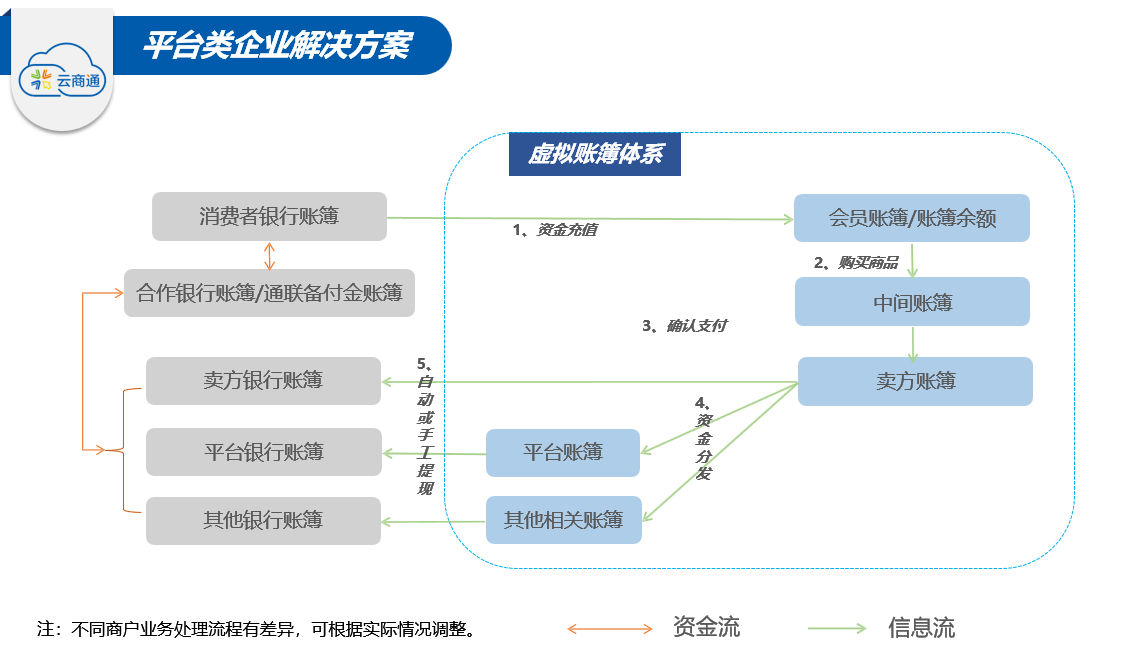 平台类企业解决方案
云商通
虚拟账簿体系
消费者银行账簿
会员账簿/账簿余额
1、资金充值
2、购买商品
合作银行账簿/通联备付金账簿
中间账簿
3、确认支付
卖方银行账簿
卖方账簿
5、自动或手工提现
4、资金分发
平台银行账簿
平台账簿
其他银行账簿
其他相关账簿
注：不同商户业务处理流程有差异，可根据实际情况调整。
资金流
信息流